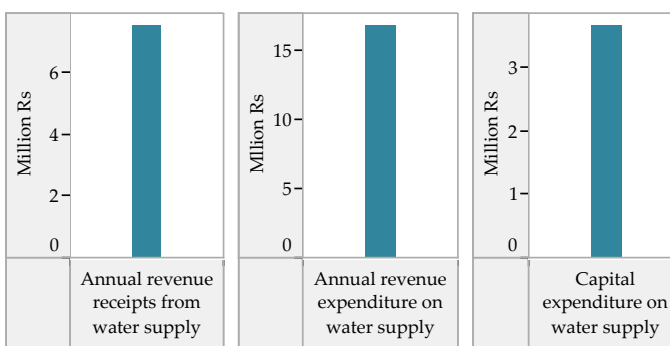 Million Rs
6
4
2
0
Annual revenue
receipts from
water supply
Mllion Rs
15
10
5
0
Annual revenue
expenditure on
water supply
Million Rs
3
2
1
0
Capital
expenditure on
water supply